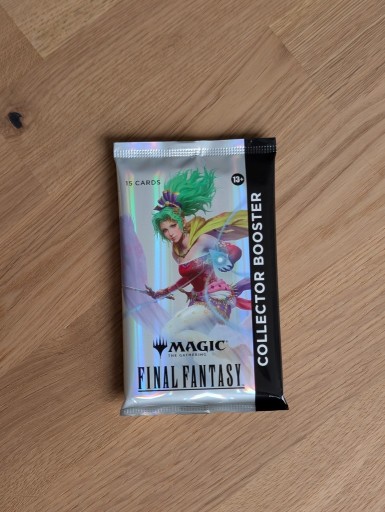 15 CARDS
13+
MAGIC
THE GATHERING
FINAL FANTASY
COLLECTOR BOOSTER